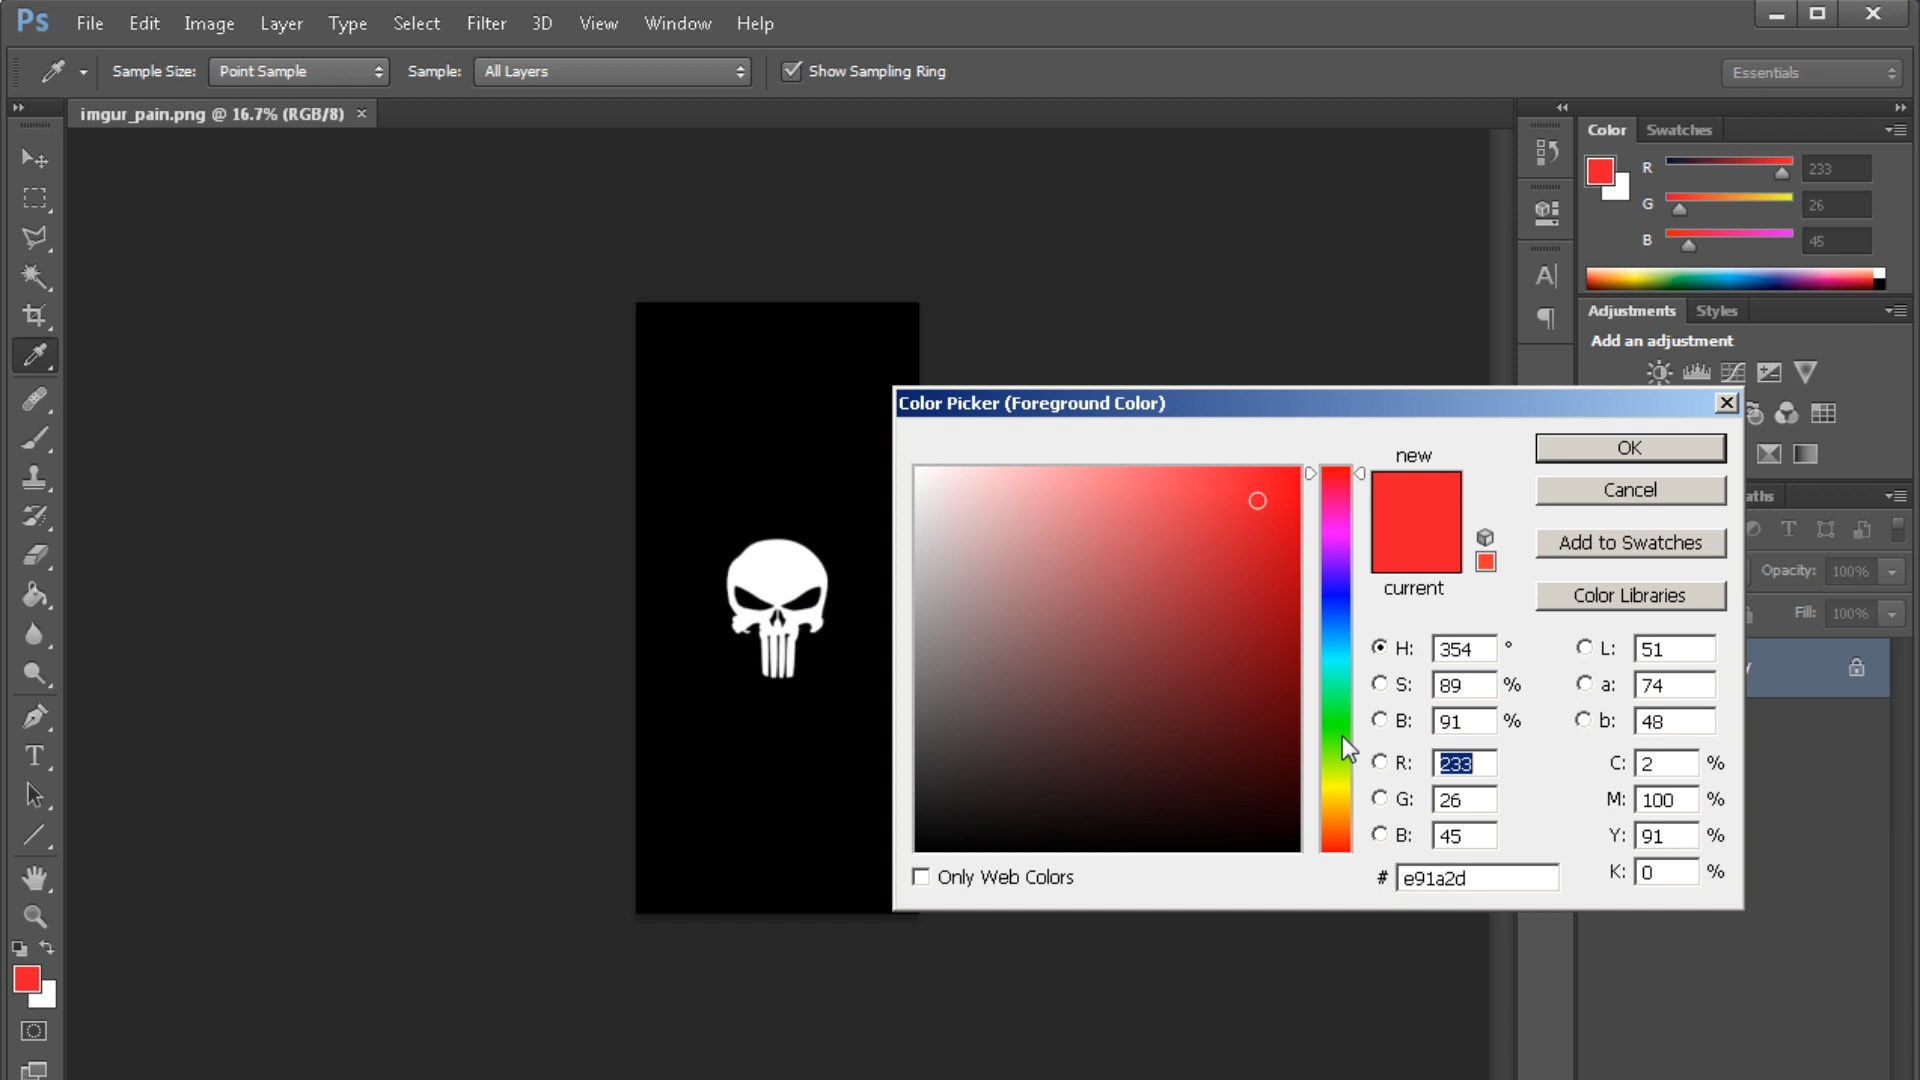 Ps File Edit Image Layer Type Select Filter 3D View Window Help
Sample Size: Point Sample Sample: All Layers Show Sampling Ring Essentials
imgur_pain.png @ 16.7% (RGB/8) ×
Color Swatches
R 233
G 26
B 45
Adjustments Styles
Add an adjustment
Color Picker (Foreground Color)
new
current
OK
Cancel
Add to Swatches
Color Libraries
H: 354 °
S: 89 %
B: 91 %
R: 233
G: 26
B: 45
# e91a2d
L: 51
a: 74
b: 48
C: 2 %
M: 100 %
Y: 91 %
K: 0 %
Only Web Colors
aths
Opacity: 100%
Fill: 100%